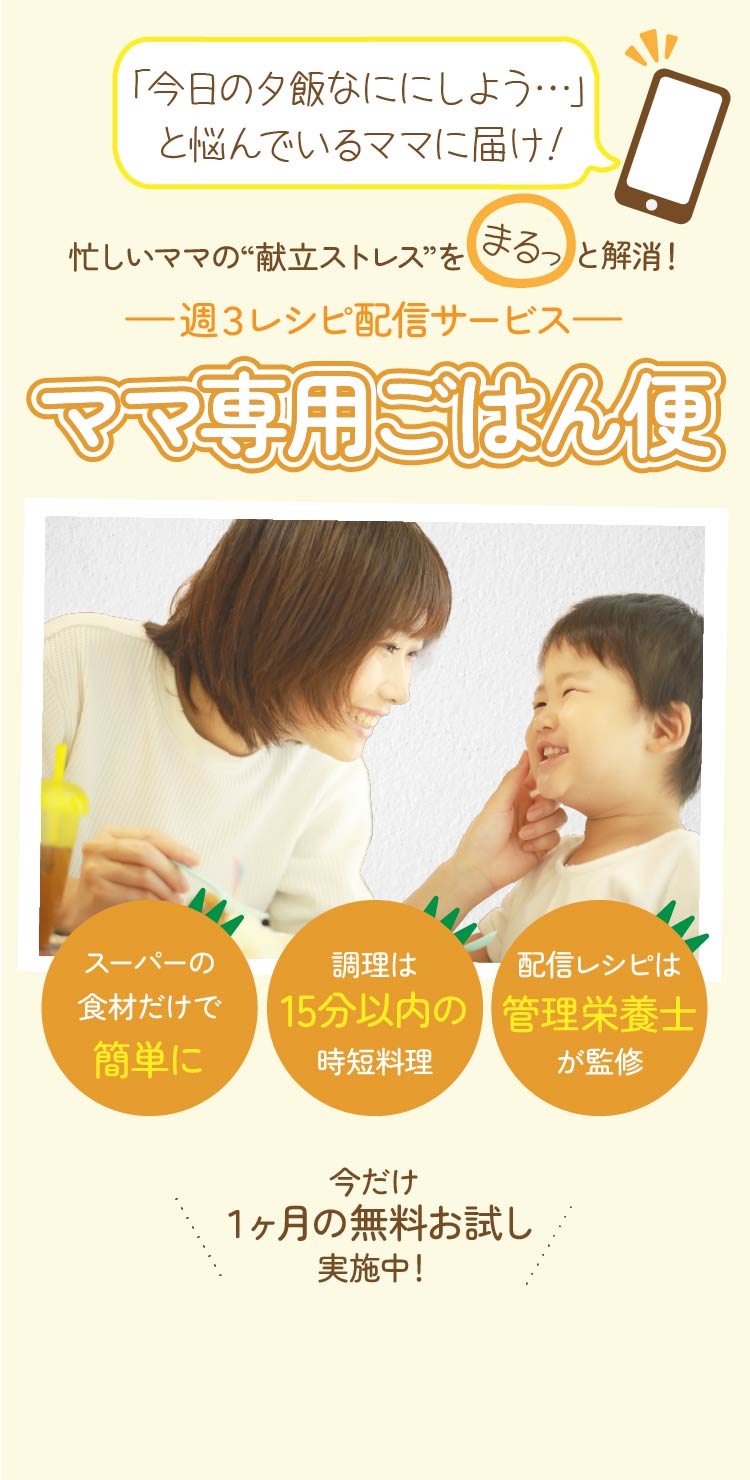 「今日の夕飯なににしよう…」
と悩んでいるママに届け!
忙しいママの“献立ストレス”をまるっと解消!
週3レシピ配信サービス
ママ専用ごはん便
スーパーの
食材だけで
簡単に
調理は
15分以内の
時短料理
配信レシピは
管理栄養士
が監修
今だけ
1ヶ月の無料お試し
実施中!